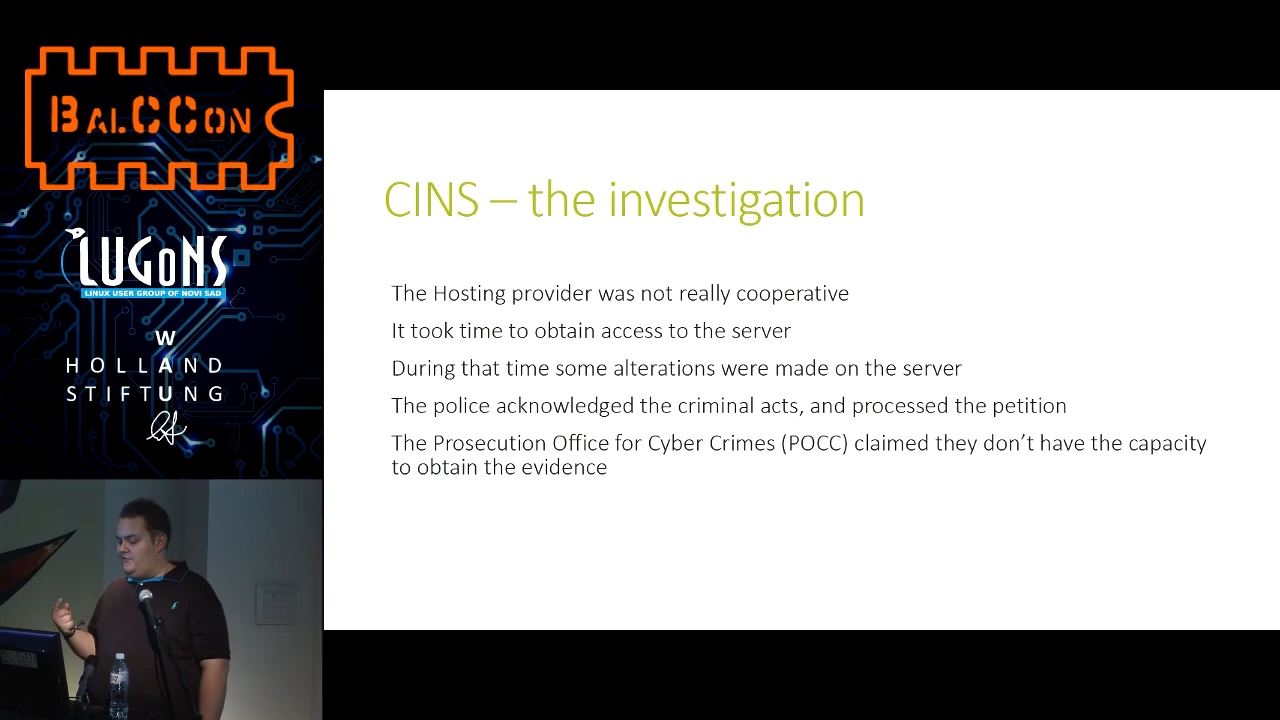 BALCCON
LUGONS
LINUX USER GROUP OF NOVI SAD
W
HOLLAND
STIFTUNG
CINS – the investigation
The Hosting provider was not really cooperative
It took time to obtain access to the server
During that time some alterations were made on the server
The police acknowledged the criminal acts, and processed the petition
The Prosecution Office for Cyber Crimes (POCC) claimed they don’t have the capacity
to obtain the evidence